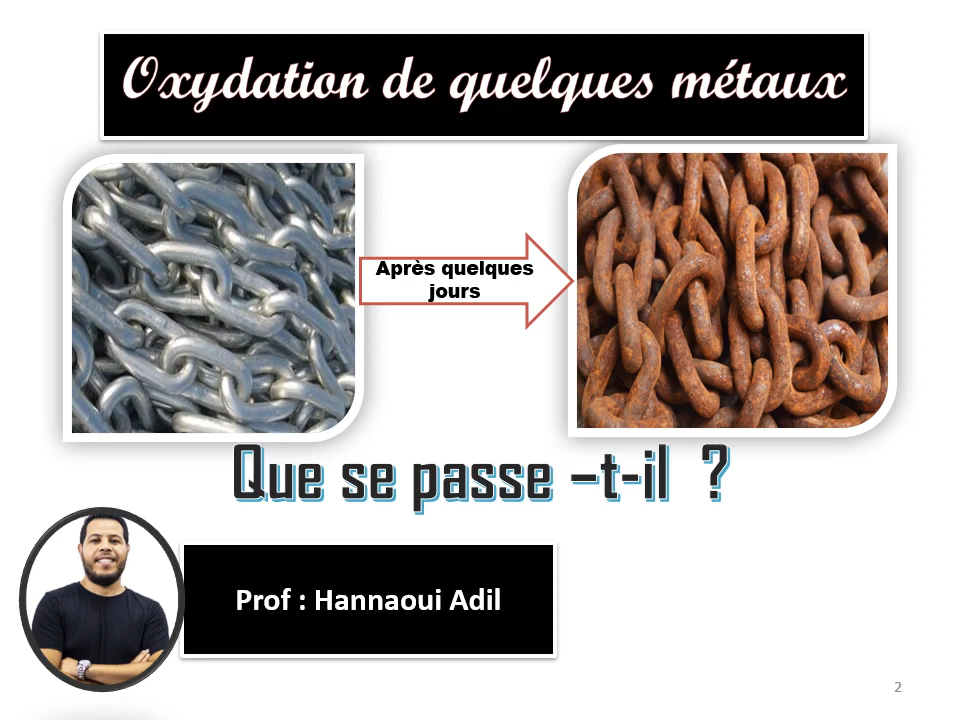 Oxydation de quelques métaux
Après quelques
jours
Que se passe –t-il ?
Prof : Hannaoui Adil
2